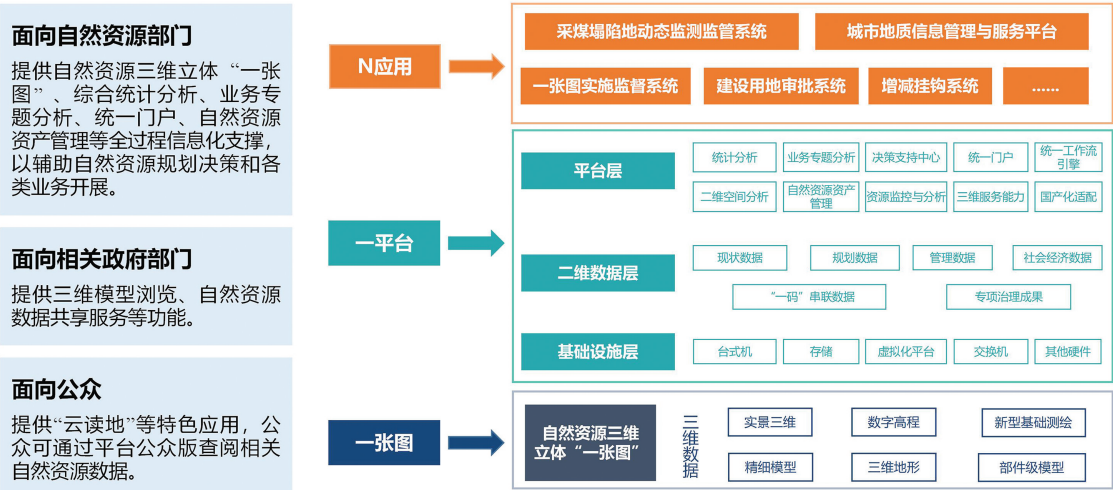 面向自然资源部门
提供自然资源三维立体“一张
图”、综合统计分析、业务专
题分析、统一门户、自然资源
资产管理等全过程信息化支撑，
以辅助自然资源规划决策和各
类业务开展。
面向相关政府部门
提供三维模型浏览、自然资源
数据共享服务等功能。
面向公众
提供“云读地”等特色应用，公
众可通过平台公众版查阅相关
自然资源数据。
N应用
采煤塌陷地动态监测监管系统
城市地质信息管理与服务平台
一张图实施监督系统
建设用地审批系统
增减挂钩系统
......
一平台
平台层
统计分析
业务专题分析
决策支持中心
统一门户
统一工作流
引擎
二维空间分析
自然资源资产
管理
资源监控与分析
三维服务能力
国产化适配
二维数据层
现状数据
规划数据
管理数据
社会经济数据
“一码”串联数据
专项治理成果
基础设施层
台式机
存储
虚拟化平台
交换机
其他硬件
一张图
自然资源三维
立体“一张图”
三维数据
实景三维
数字高程
新型基础测绘
精细模型
三维地形
部件级模型